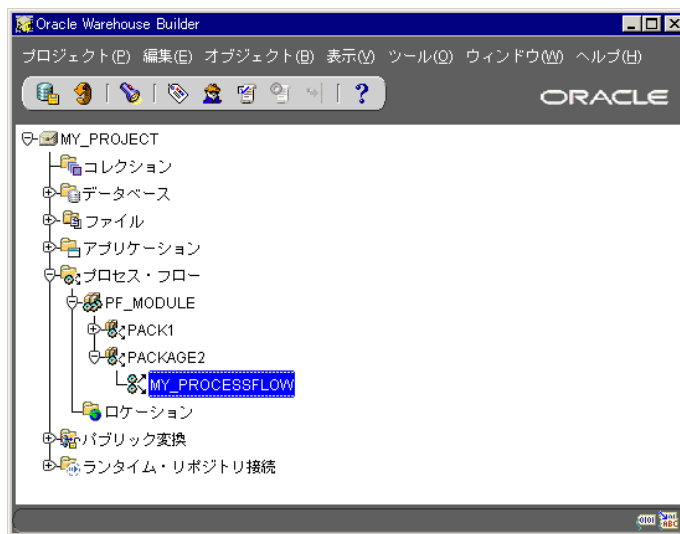 Oracle Warehouse Builder
プロジェクト(P) 編集(E) オブジェクト(B) 表示(V) ツール(O) ウィンドウ(W) ヘルプ(H)
ORACLE
MY_PROJECT
コレクション
データベース
ファイル
アプリケーション
プロセス・フロー
PF_MODULE
PACK1
PACKAGE2
MY_PROCESSFLOW
ロケーション
パブリック変換
ランタイム・リポジトリ接続